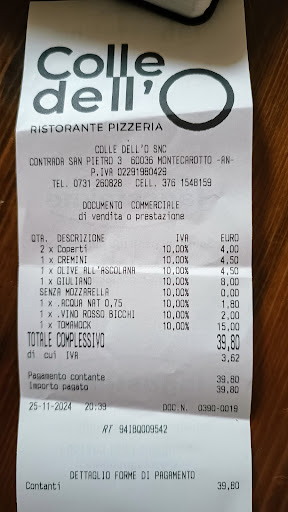 Colle
dell'O
RISTORANTE PIZZERIA
COLLE DELL'O SNC
CONTRADA SAN PIETRO 3 60036 MONTECAROTTO -AN-
P.IVA 02291980429
TEL. 0731 260828 CELL. 376 1548159
DOCUMENTO COMMERCIALE
di vendita o prestazione
QTA. DESCRIZIONE IVA EURO
2 x Coperti 10,00% 4,00
1 x CREMINI 10,00% 4,50
1 x OLIVE ALL'ASCOLANA 10,00% 4,50
1 x GIULIANO 10,00% 8,00
SENZA MOZZARELLA 10,00% 0,00
1 x .ACQUA NAT 0,75 10,00% 1,80
1 x .VINO ROSSO BICCHI 10,00% 2,00
1 x TOMAWOCK 10,00% 15,00
TOTALE COMPLESSIVO 39,80
di cui IVA 3,62
Pagamento contante 39,80
Importo pagato 39,80
25-11-2024 20:39 DOC.N. 0390-0019
RT 94IBQ009542
DETTAGLIO FORME DI PAGAMENTO
Contanti 39,80